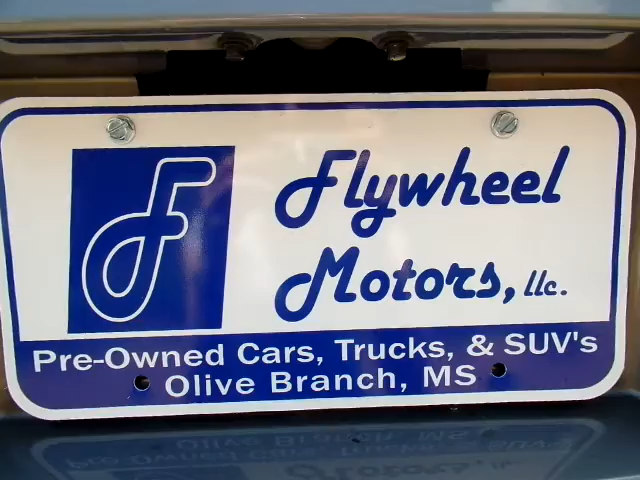 F
Flywheel
Motors, llc.
Pre-Owned Cars, Trucks, & SUV's
Olive Branch, MS